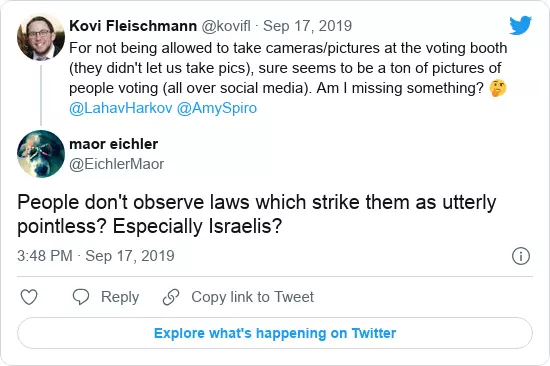 Kovi Fleischmann @kovifl · Sep 17, 2019
For not being allowed to take cameras/pictures at the voting booth
(they didn't let us take pics), sure seems to be a ton of pictures of
people voting (all over social media). Am I missing something? 🤔
@LahavHarkov @AmySpiro
maor eichler
@EichlerMaor
People don't observe laws which strike them as utterly
pointless? Especially Israelis?
3:48 PM · Sep 17, 2019
Reply
Copy link to Tweet
Explore what's happening on Twitter